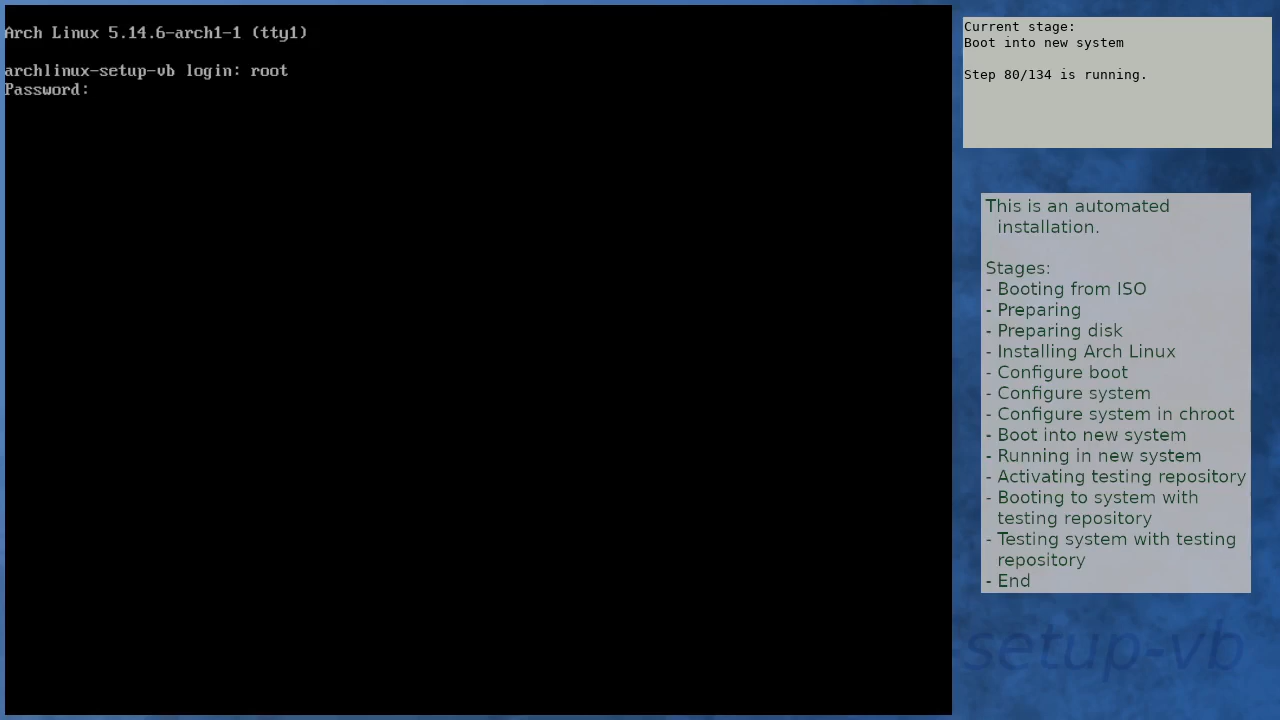 Arch Linux 5.14.6-arch1-1 (tty1)
archlinux-setup-vb login: root
Password:
Current stage:
Boot into new system
Step 80/134 is running.
This is an automated
installation.
Stages:
- Booting from ISO
- Preparing
- Preparing disk
- Installing Arch Linux
- Configure boot
- Configure system
- Configure system in chroot
- Boot into new system
- Running in new system
- Activating testing repository
- Booting to system with
testing repository
- Testing system with testing
repository
- End
setup-vb